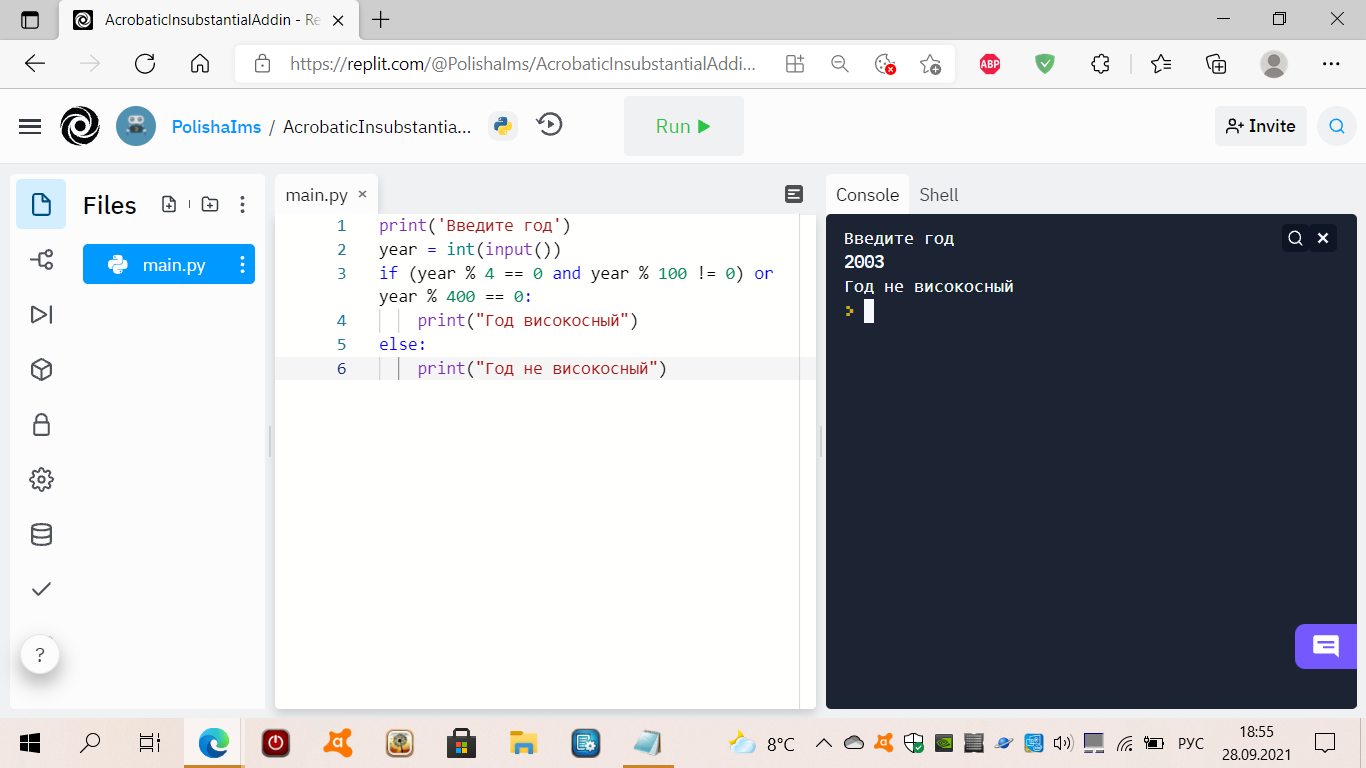 AcrobaticInsubstantialAddin - Re
https://replit.com/@PolishaIms/AcrobaticInsubstantialAddi...
ABP
PolishaIms / AcrobaticInsubstantia...
Run
Invite
Files
main.py
main.py
Console
Shell
1 print('Введите год')
2 year = int(input())
3 if (year % 4 == 0 and year % 100 != 0) or
year % 400 == 0:
4 print("Год високосный")
5 else:
6 print("Год не високосный")
Введите год
2003
Год не високосный
?
8°C
РУС
18:55
28.09.2021